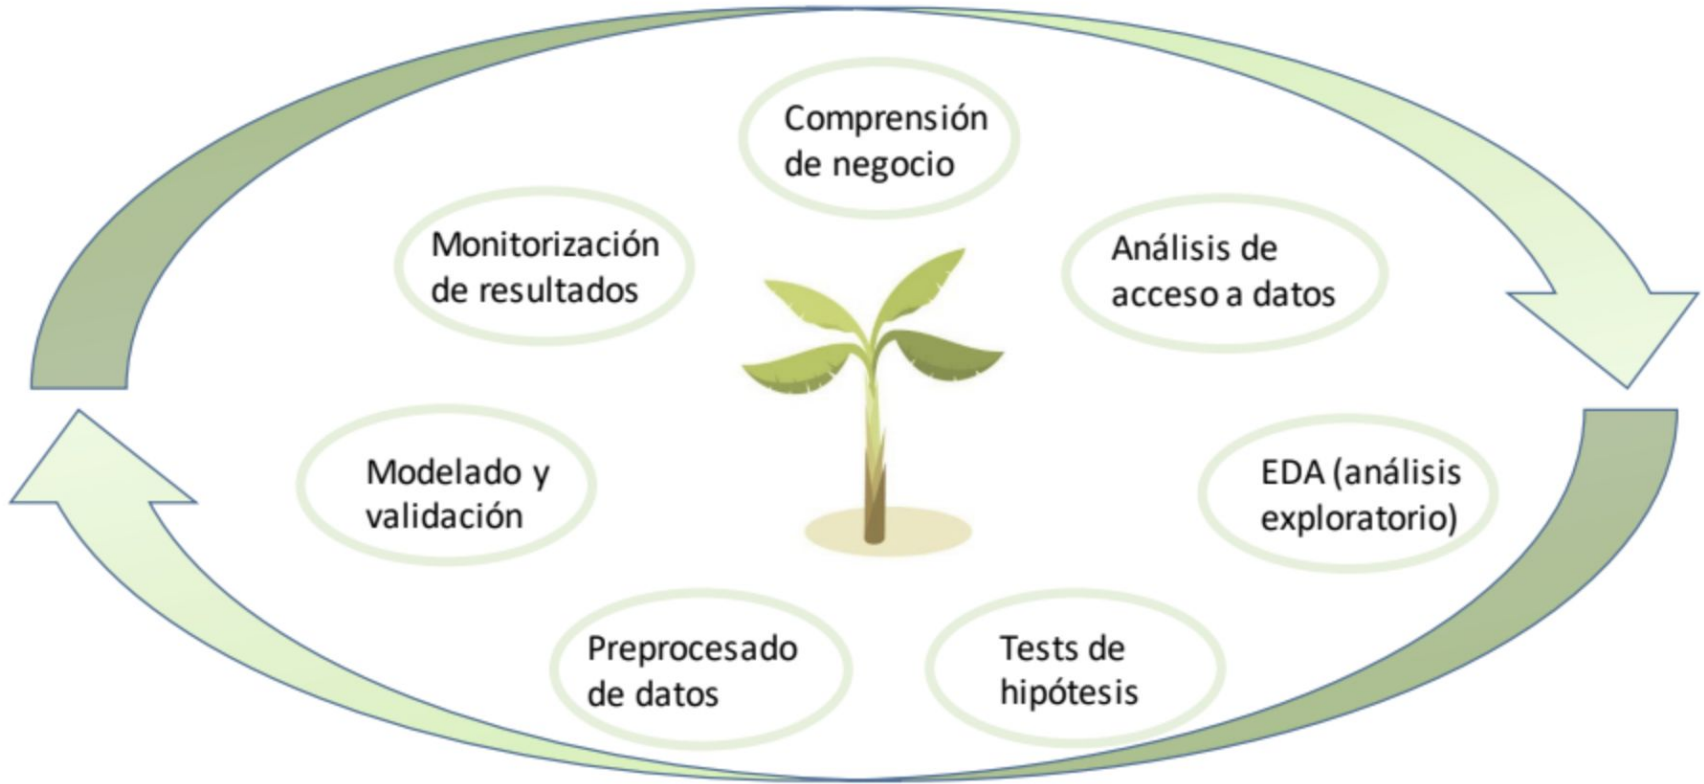 Comprensión
de negocio
Análisis de
acceso a datos
EDA (análisis
exploratorio)
Tests de
hipótesis
Preprocesado
de datos
Modelado y
validación
Monitorización
de resultados